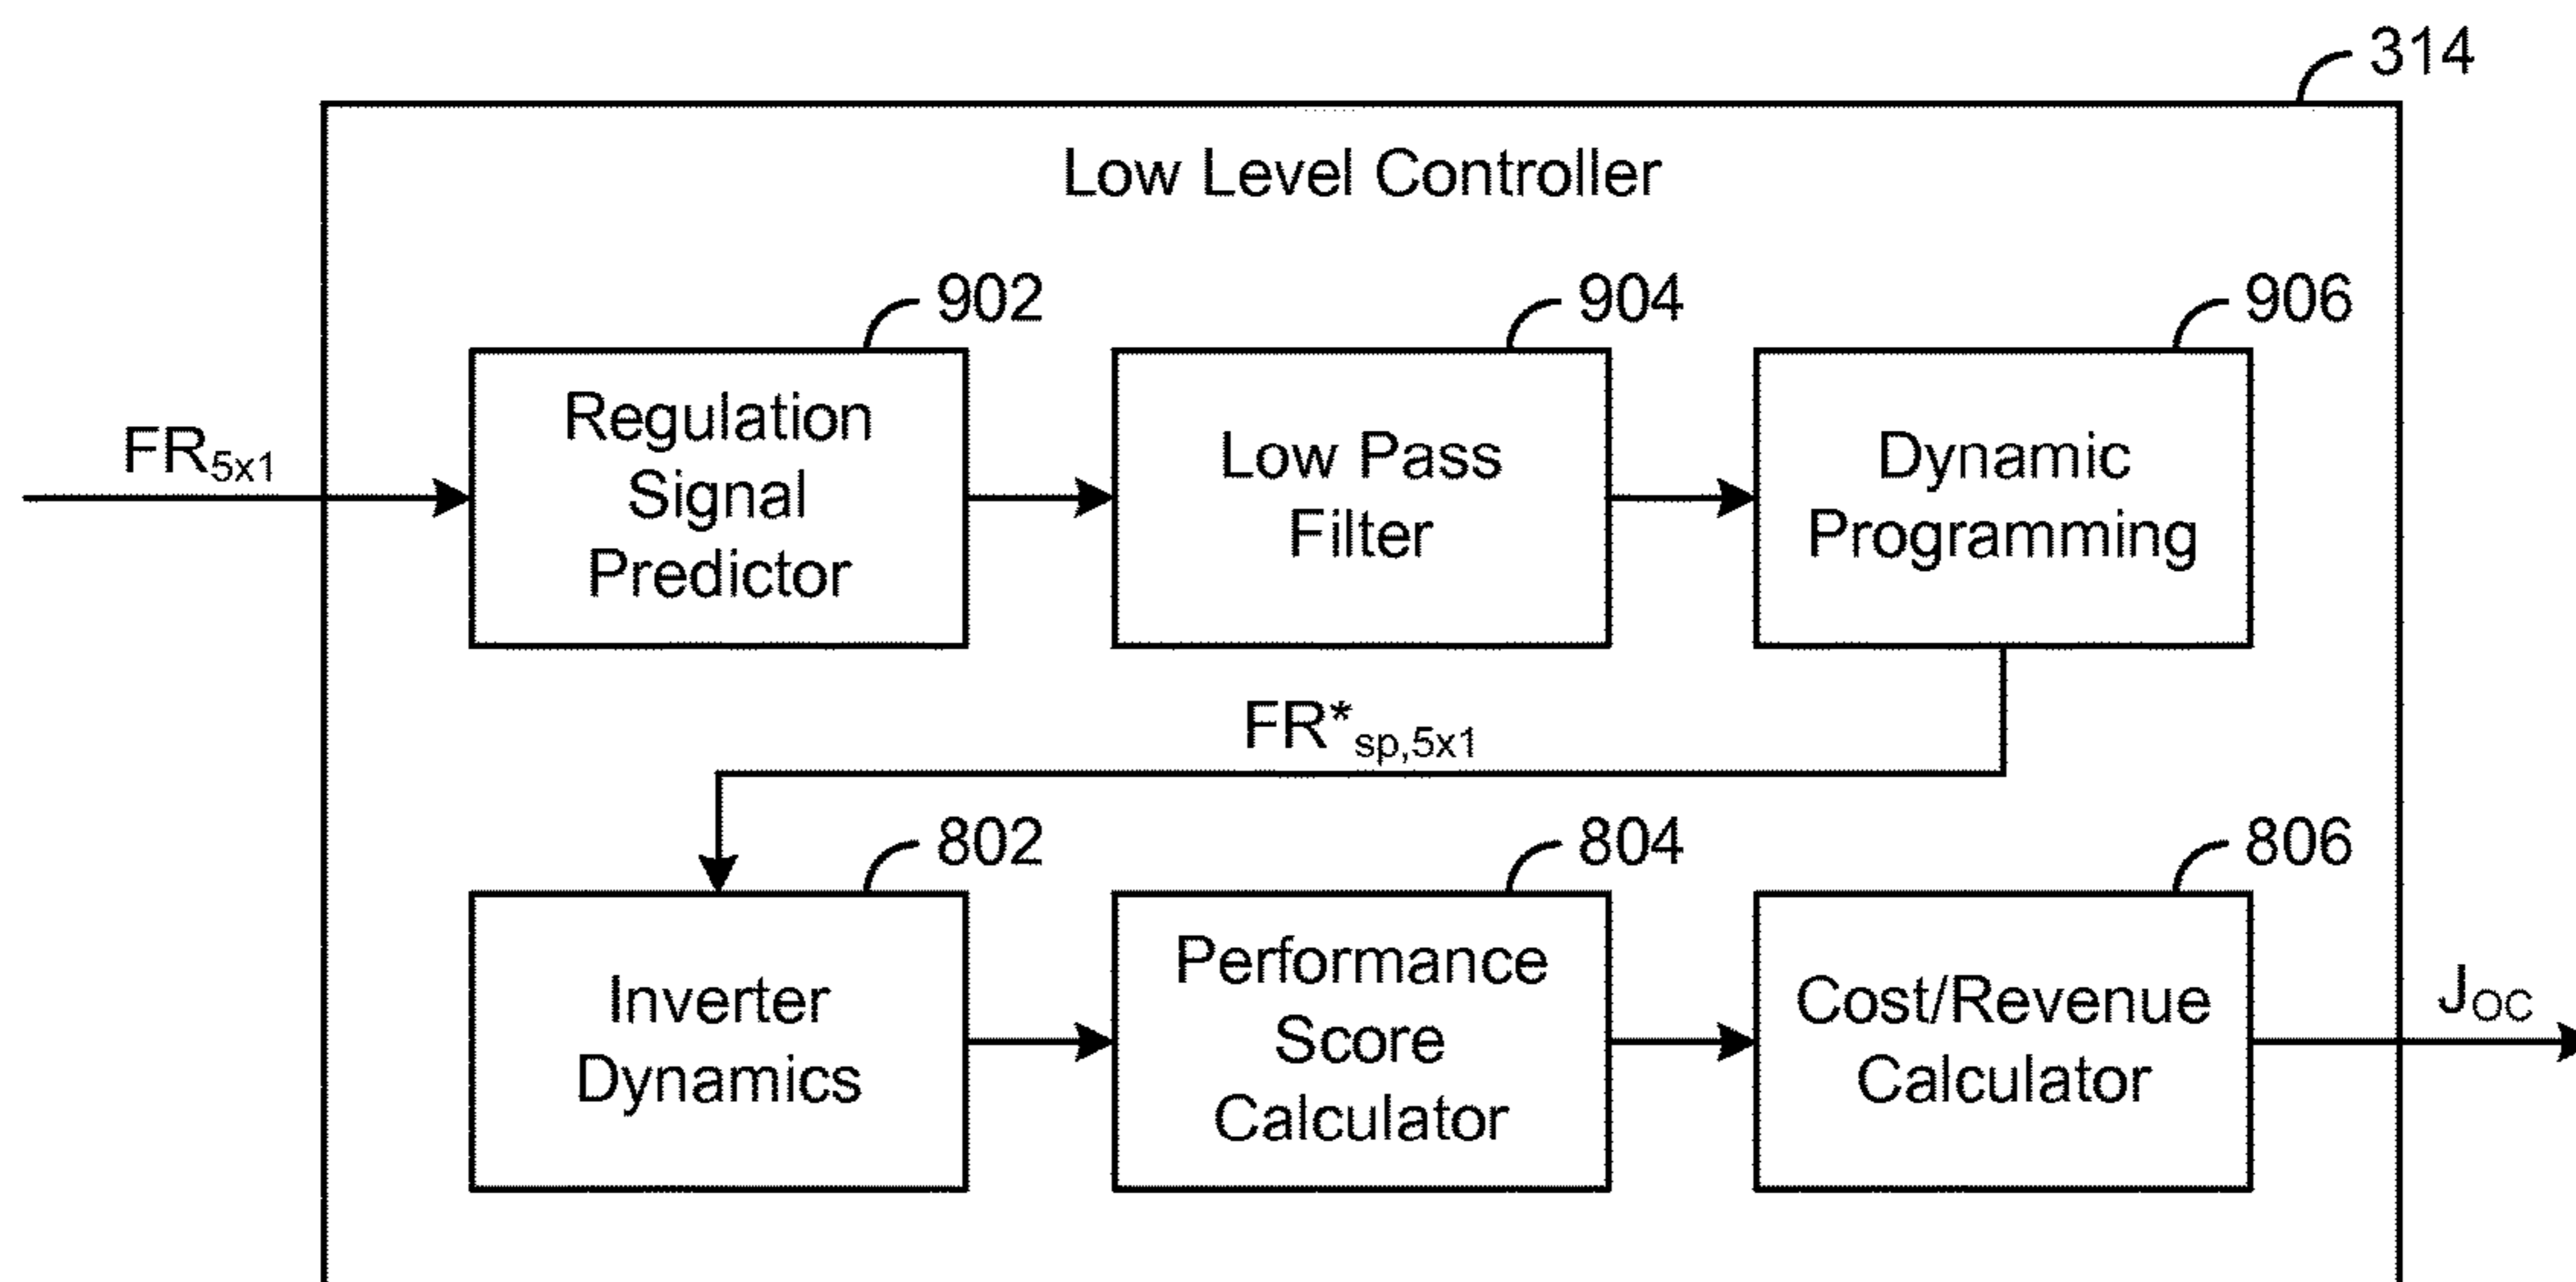 314
Low Level Controller
902
904
906
FR5x1
Regulation
Signal
Predictor
Low Pass
Filter
Dynamic
Programming
FR*sp,5x1
802
804
806
Inverter
Dynamics
Performance
Score
Calculator
Cost/Revenue
Calculator
JOC